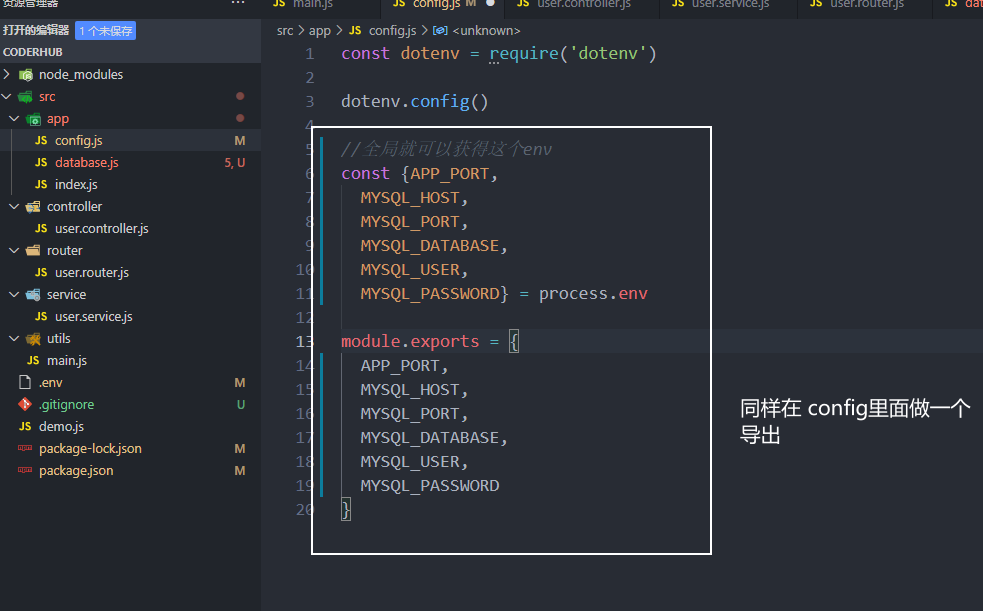 资源管理器 ...
打开的编辑器 1 个未保存
CODERHUB
node_modules
src
app
config.js M
database.js 5, U
index.js
controller
JS user.controller.js
router
JS user.router.js
service
JS user.service.js
utils
JS main.js
.env M
.gitignore U
JS demo.js
package-lock.json M
package.json M
JS main.js
JS config.js M
JS user.controller.js
JS user.service.js
JS user.router.js
JS dat
src > app > JS config.js > <unknown>
1 const dotenv = require('dotenv')
2
3 dotenv.config()
4
5 //全局就可以获得这个env
6 const {APP_PORT,
7 MYSQL_HOST,
8 MYSQL_PORT,
9 MYSQL_DATABASE,
10 MYSQL_USER,
11 MYSQL_PASSWORD} = process.env
12
13 module.exports = {
14 APP_PORT,
15 MYSQL_HOST,
16 MYSQL_PORT,
17 MYSQL_DATABASE,
18 MYSQL_USER,
19 MYSQL_PASSWORD
20 }
同样在 config里面做一个
导出